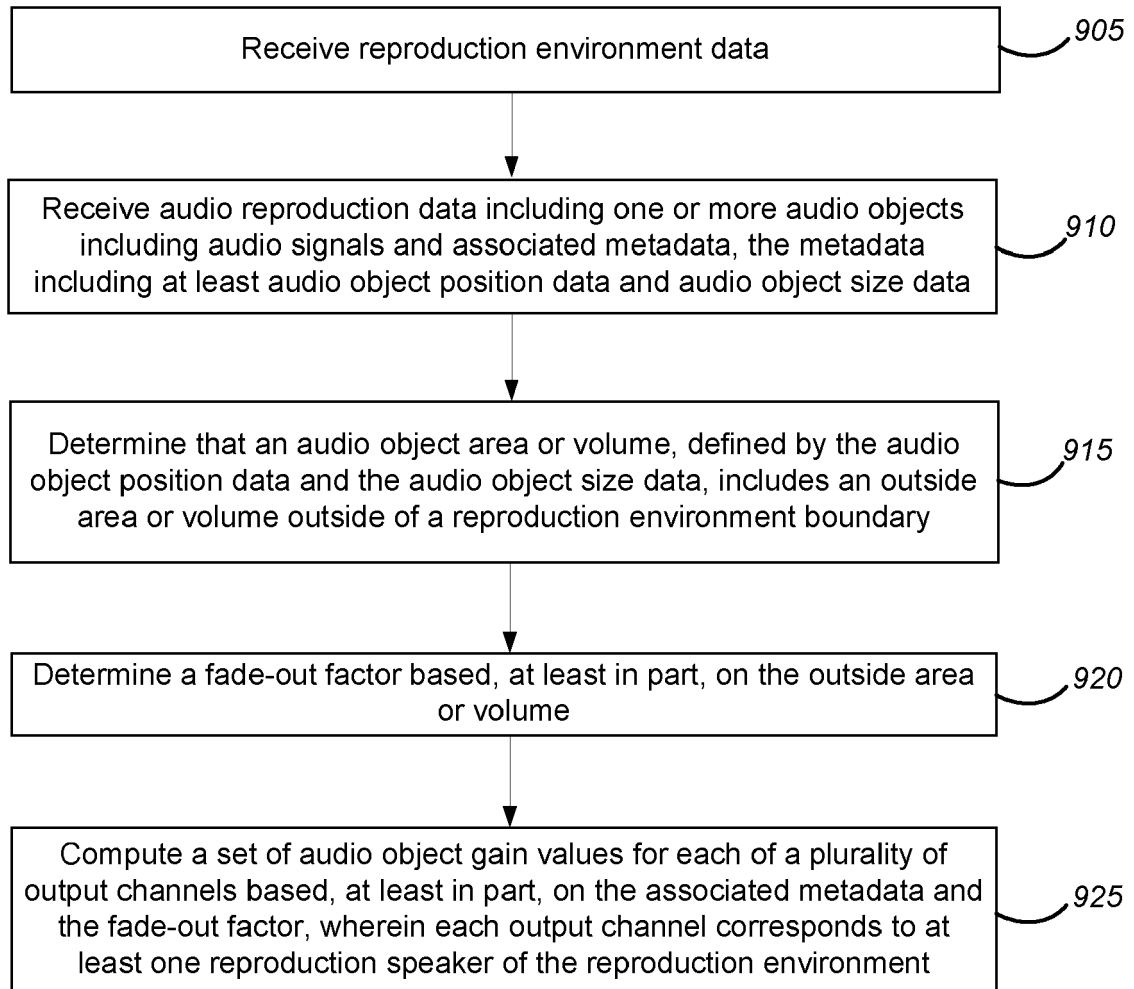 Receive reproduction environment data
905
Receive audio reproduction data including one or more audio objects
including audio signals and associated metadata, the metadata
including at least audio object position data and audio object size data
910
Determine that an audio object area or volume, defined by the audio
object position data and the audio object size data, includes an outside
area or volume outside of a reproduction environment boundary
915
Determine a fade-out factor based, at least in part, on the outside area
or volume
920
Compute a set of audio object gain values for each of a plurality of
output channels based, at least in part, on the associated metadata and
the fade-out factor, wherein each output channel corresponds to at
least one reproduction speaker of the reproduction environment
925